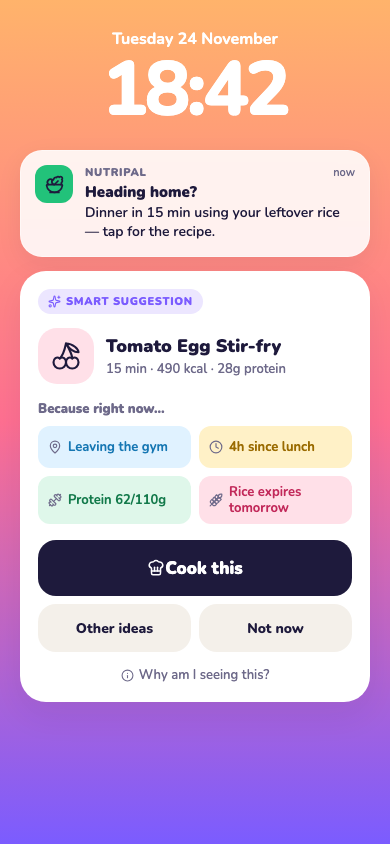 Tuesday 24 November
18:42
NUTRIPAL
now
Heading home?
Dinner in 15 min using your leftover rice
— tap for the recipe.
SMART SUGGESTION
Tomato Egg Stir-fry
15 min · 490 kcal · 28g protein
Because right now...
Leaving the gym
4h since lunch
Protein 62/110g
Rice expires
tomorrow
Cook this
Other ideas
Not now
Why am I seeing this?